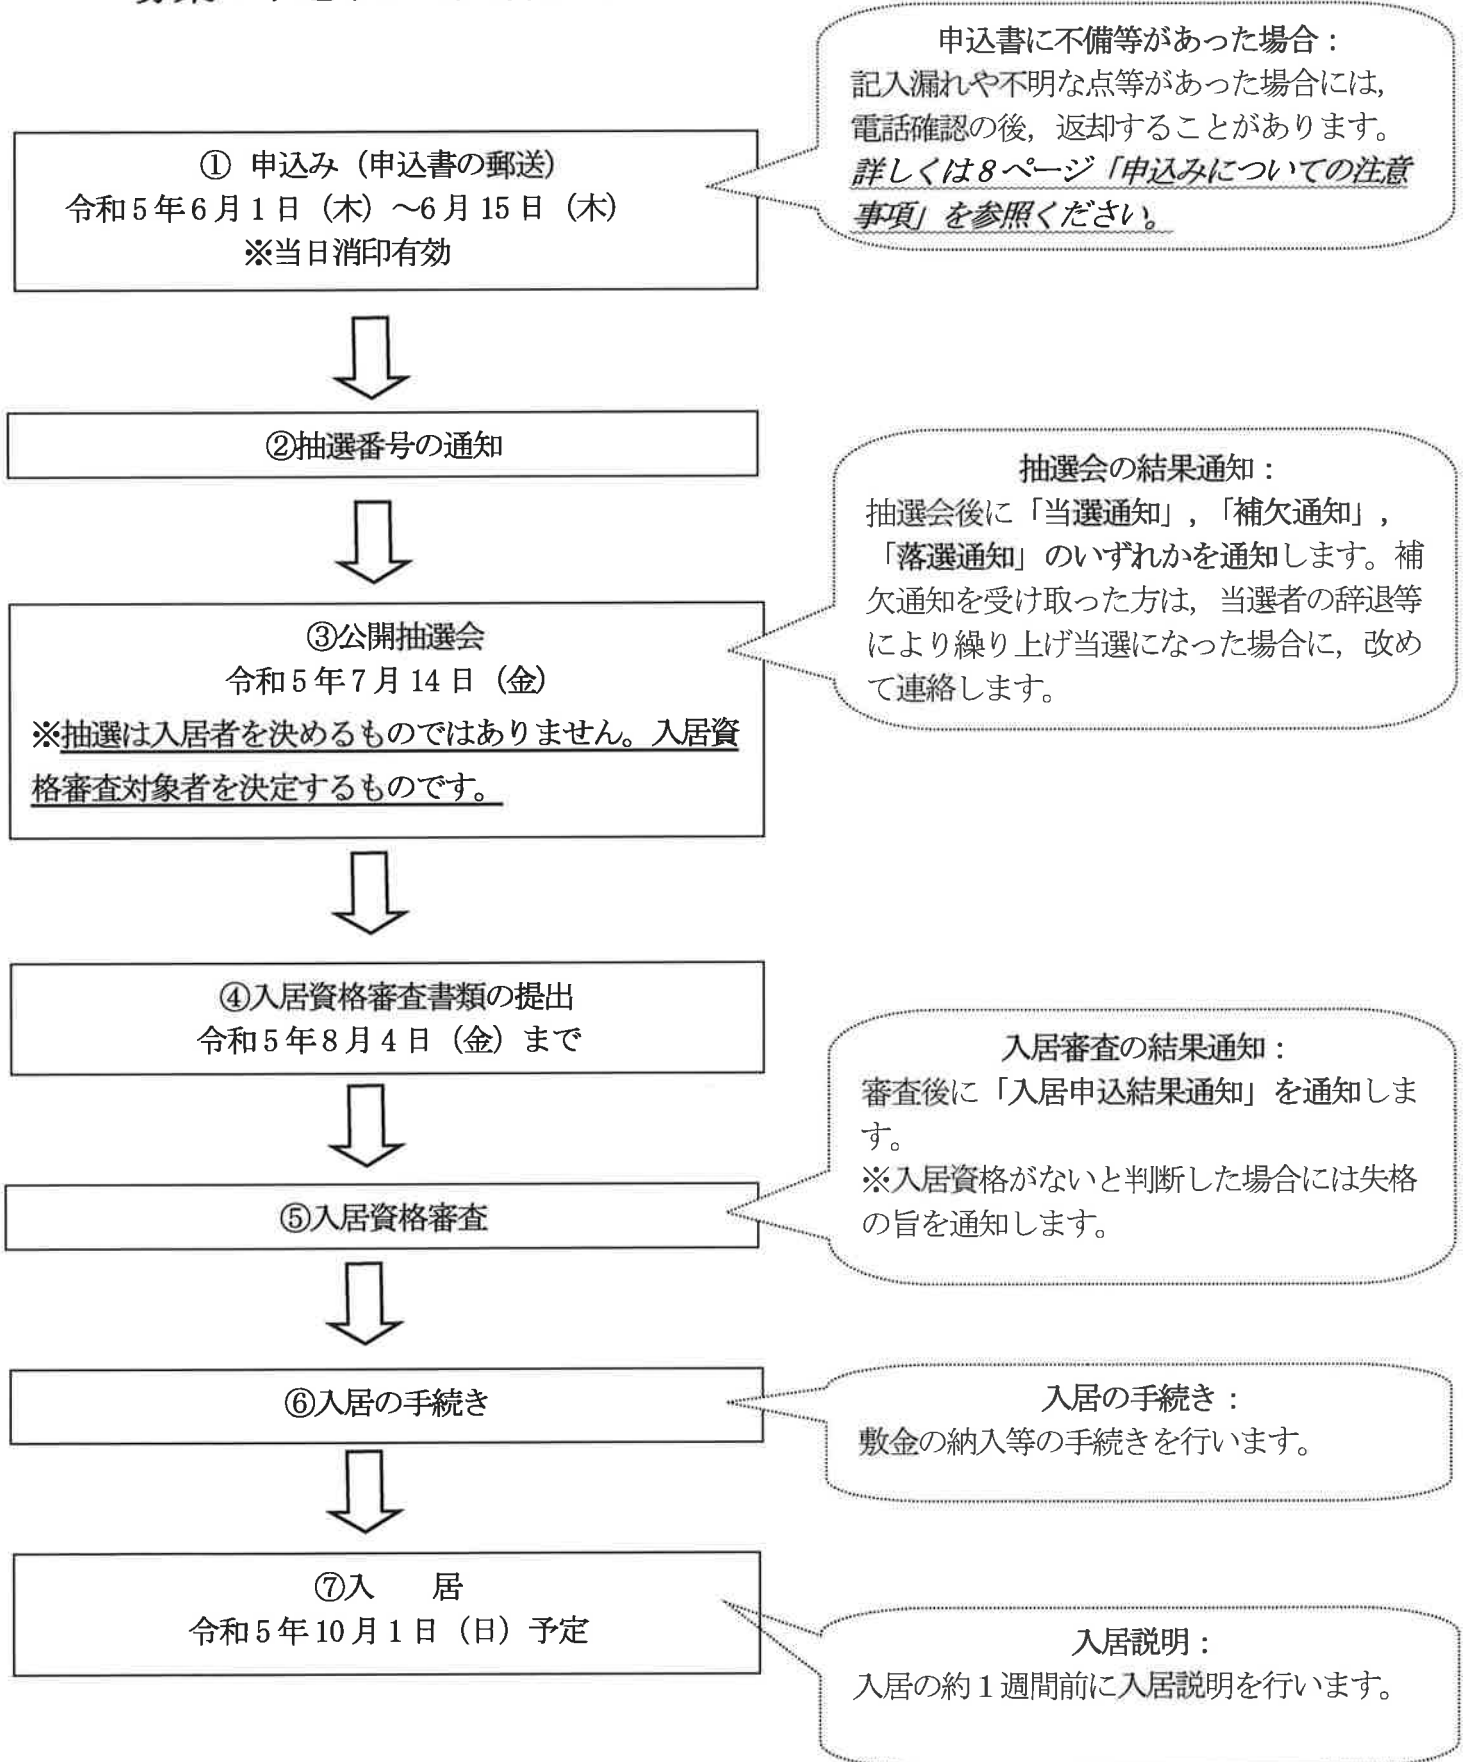 申込書に不備等があった場合：
記入漏れや不明な点等があった場合には，
電話確認の後，返却することがあります。
詳しくは８ページ「申込みについての注意
事項」を参照ください。
① 申込み（申込書の郵送）
令和５年６月１日（木）～6月15日（木）
※当日消印有効
②抽選番号の通知
抽選会の結果通知：
抽選会後に「当選通知」，「補欠通知」，
「落選通知」のいずれかを通知します。補
欠通知を受け取った方は，当選者の辞退等
により繰り上げ当選になった場合に，改め
て連絡します。
③公開抽選会
令和５年７月14日（金）
※抽選は入居者を決めるものではありません。入居資
格審査対象者を決定するものです。
④入居資格審査書類の提出
令和５年８月４日（金）まで
入居審査の結果通知：
審査後に「入居申込結果通知」を通知しま
す。
※入居資格がないと判断した場合には失格
の旨を通知します。
⑤入居資格審査
⑥入居の手続き
入居の手続き：
敷金の納入等の手続きを行います。
⑦入　居
令和５年10月１日（日）予定
入居説明：
入居の約１週間前に入居説明を行います。